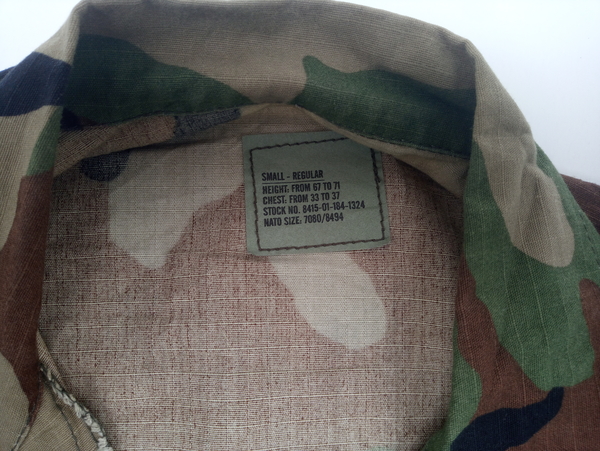 SMALL - REGULAR
HEIGHT: FROM 67 TO 71
CHEST: FROM 33 TO 37
STOCK NO. 8415-01-184-1324
NATO SIZE: 7080/8494